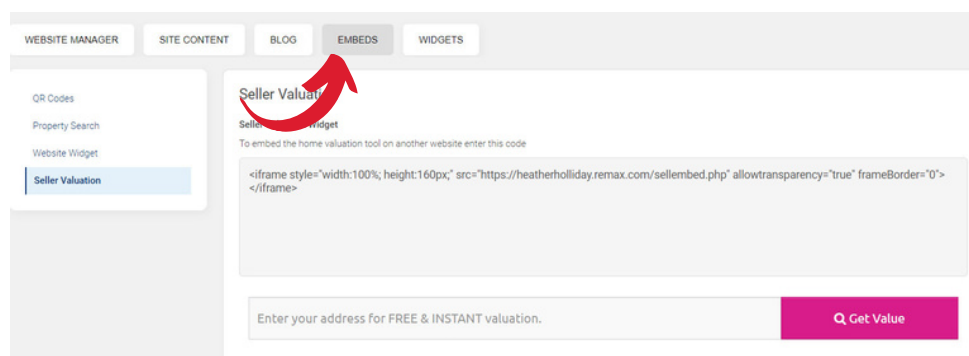 WEBSITE MANAGER SITE CONTENT BLOG EMBEDS WIDGETS
QR Codes
Property Search
Website Widget
Seller Valuation
Seller Valuati
Seller idget
To embed the home valuation tool on another website enter this code
<iframe style="width:100%; height:160px;" src="https://heatherholliday.remax.com/sellembed.php" allowtransparency="true" frameBorder="0">
</iframe>
Enter your address for FREE & INSTANT valuation. Get Value